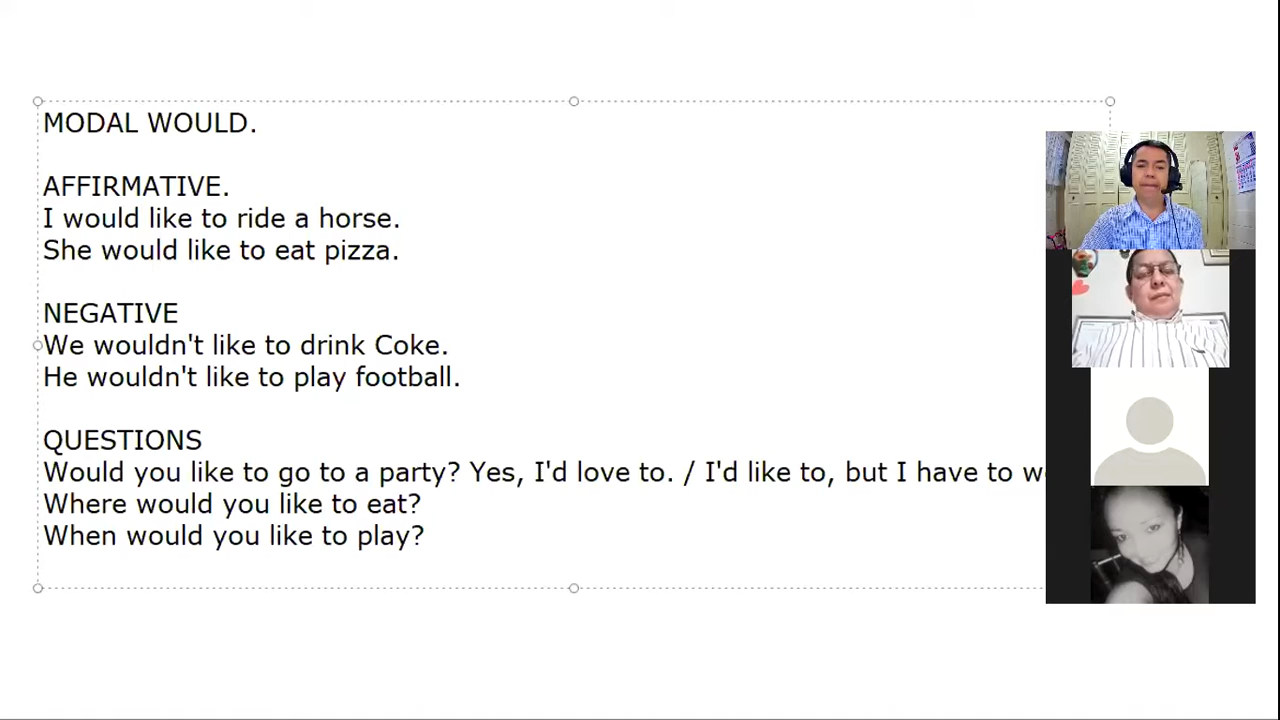 MODAL WOULD.
AFFIRMATIVE.
I would like to ride a horse.
She would like to eat pizza.
NEGATIVE
We wouldn't like to drink Coke.
He wouldn't like to play football.
QUESTIONS
Would you like to go to a party? Yes, I'd love to. / I'd like to, but I have to
Where would you like to eat?
When would you like to play?